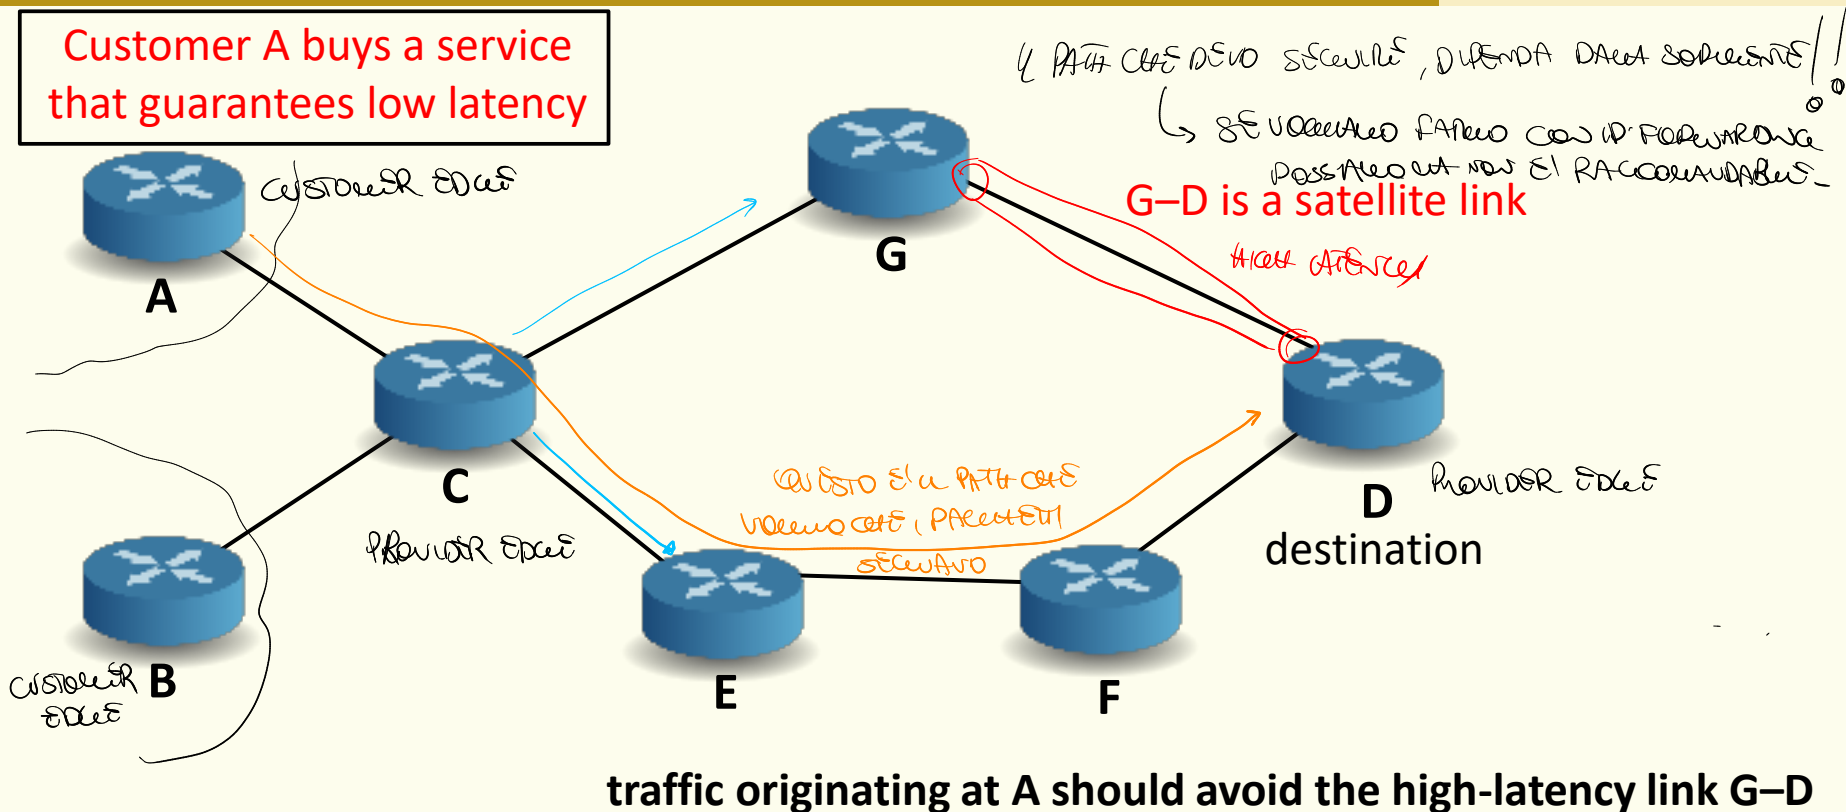 Customer A buys a service
that guarantees low latency
IL PATH CHE DEVO SEGUIRE, DIPENDA DALLA SORGENTE!!
↳ SE VOGLIAMO FARLO CON IP FORWARDING
POSSIAMO MA NON E' RACCOMANDABILE
G–D is a satellite link
HIGH LATENCY
CUSTOMER EDGE
G
A
C
PROVIDER EDGE
QUESTO E' IL PATH CHE
VOGLIO CHE I PACCHETTI
SEGUANO
D
PROVIDER EDGE
destination
CUSTOMER
EDGE
B
E
F
traffic originating at A should avoid the high-latency link G–D